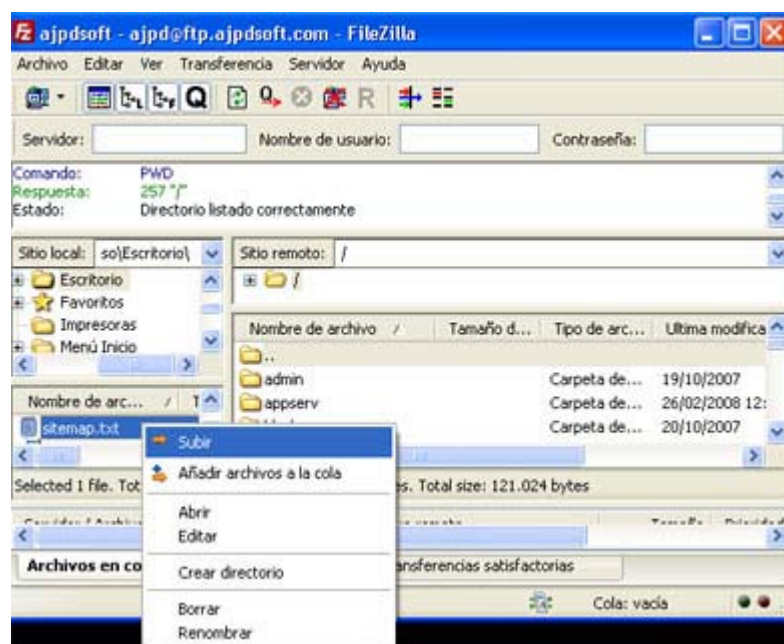 ajpdsoft - ajpd@ftp.ajpdsoft.com - FileZilla
Archivo Editar Ver Transferencia Servidor Ayuda
Servidor: Nombre de usuario: Contraseña:
Comando: PWD
Respuesta: 257 "/"
Estado: Directorio listado correctamente
Sitio local: so\Escritorio\ Sitio remoto: /
Escritorio /
Favoritos
Impresoras
Menú Inicio
Nombre de archivo / Tamaño d... Tipo de arc... Ultima modifica
..
admin Carpeta de... 19/10/2007
appserv Carpeta de... 26/02/2008 12:
Carpeta de... 20/10/2007
Nombre de arc... / T
sitemap.txt
Subir
Añadir archivos a la cola
Abrir
Editar
Crear directorio
Borrar
Renombrar
Selected 1 file. Tot es. Total size: 121.024 bytes
Archivos en co ansferencias satisfactorias
Cola: vacía